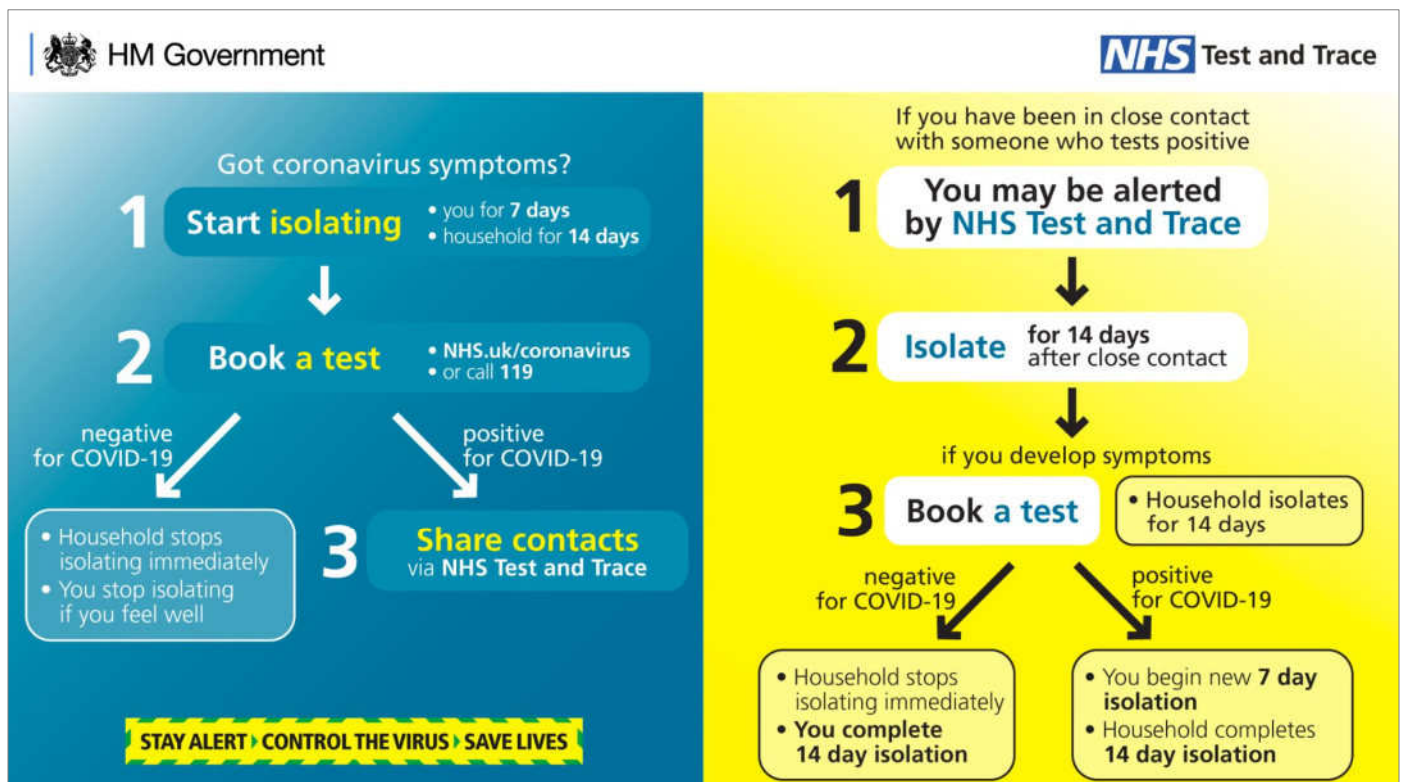 HM Government
NHS Test and Trace
Got coronavirus symptoms?
1
Start isolating
• you for 7 days
• household for 14 days
2
Book a test
• NHS.uk/coronavirus
• or call 119
negative
for COVID-19
positive
for COVID-19
• Household stops
isolating immediately
• You stop isolating
if you feel well
3
Share contacts
via NHS Test and Trace
STAY ALERT › CONTROL THE VIRUS › SAVE LIVES
If you have been in close contact
with someone who tests positive
1
You may be alerted
by NHS Test and Trace
2
Isolate
for 14 days
after close contact
if you develop symptoms
3
Book a test
• Household isolates
for 14 days
negative
for COVID-19
positive
for COVID-19
• Household stops
isolating immediately
• You complete
14 day isolation
• You begin new 7 day
isolation
• Household completes
14 day isolation